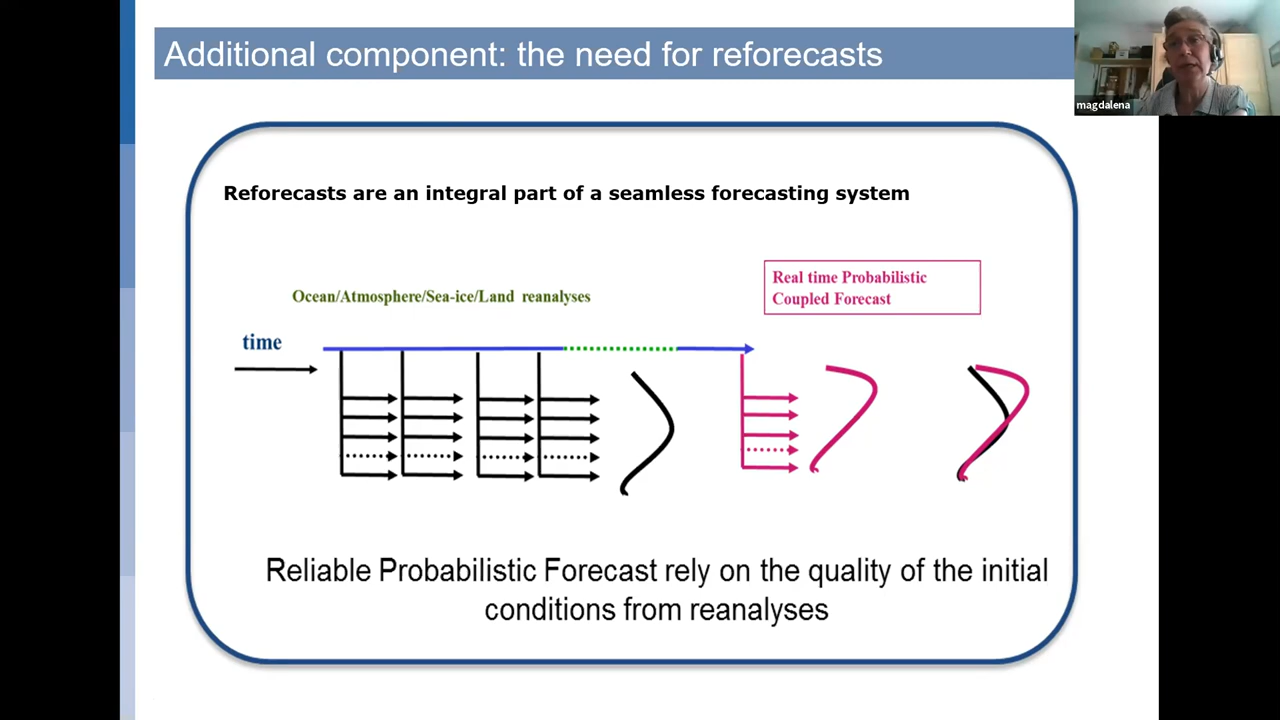 Additional component: the need for reforecasts
magdalena
Reforecasts are an integral part of a seamless forecasting system
Real time Probabilistic
Coupled Forecast
Ocean/Atmosphere/Sea-ice/Land reanalyses
time
Reliable Probabilistic Forecast rely on the quality of the initial
conditions from reanalyses